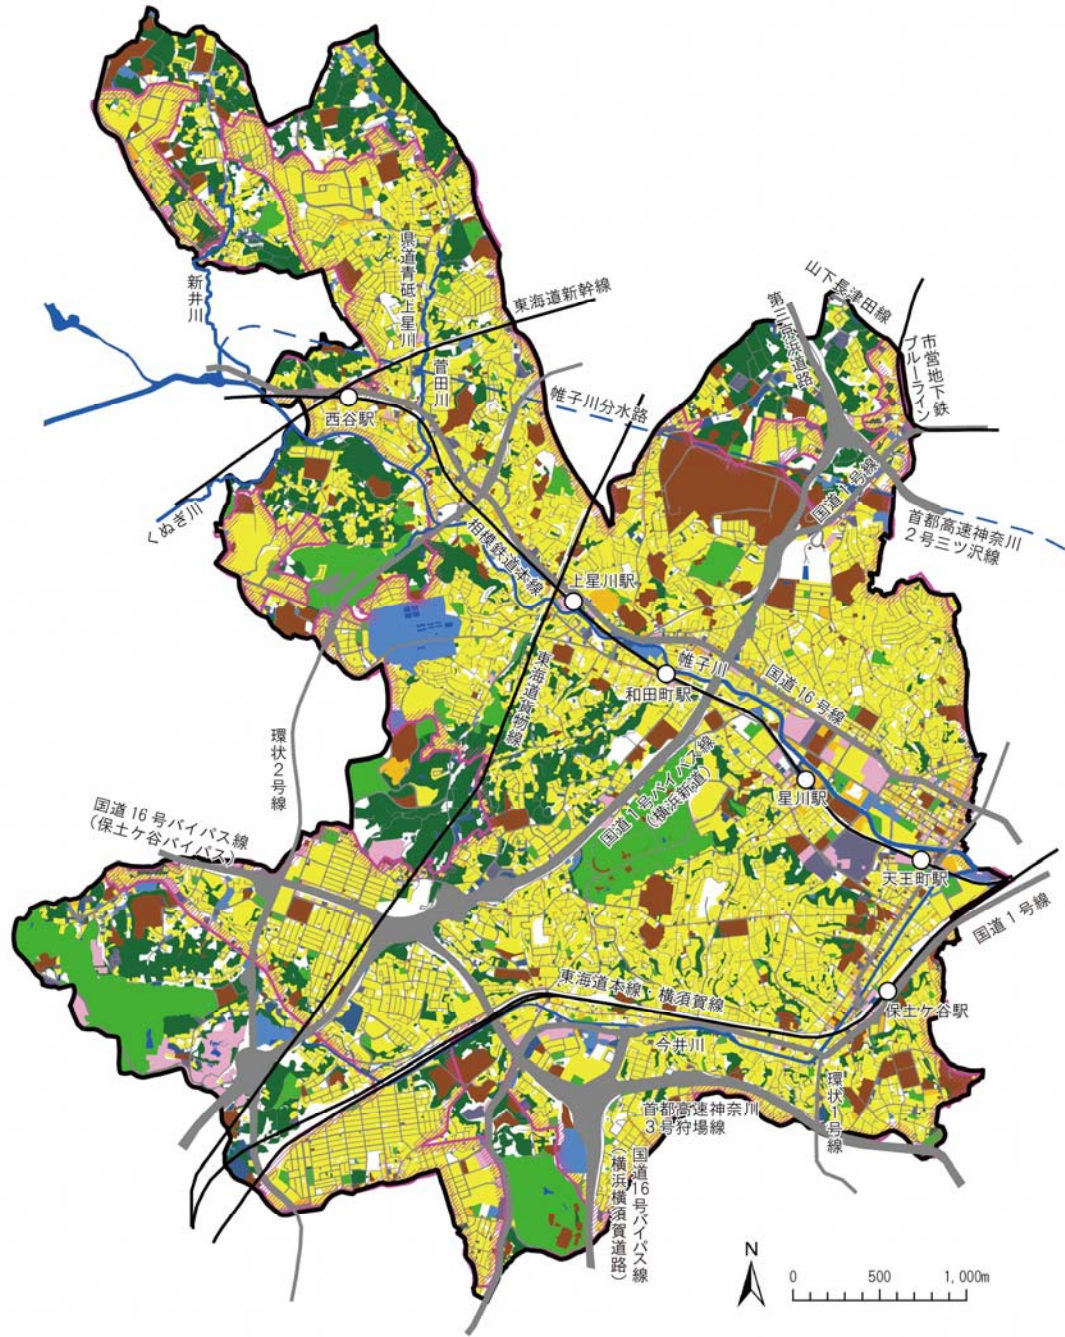 新井川
県道青砥上星川
東海道新幹線
山下長津田線
第三京浜道路
市営地下鉄
ブルーライン
菅田川
西谷駅
帷子川分水路
国道1号線
くぬぎ川
首都高速神奈川
2号三ツ沢線
相模鉄道本線
上星川駅
帷子川
和田町駅
国道16号線
東海道貨物線
環状2号線
国道1号バイパス線
(横浜新道)
星川駅
国道16号バイパス線
(保土ケ谷バイパス)
天王町駅
国道1号線
東海道本線・横須賀線
保土ケ谷駅
今井川
首都高速神奈川
3号狩場線
環状1号線
国道16号バイパス線
(横浜横須賀道路)
N
0 500 1,000m